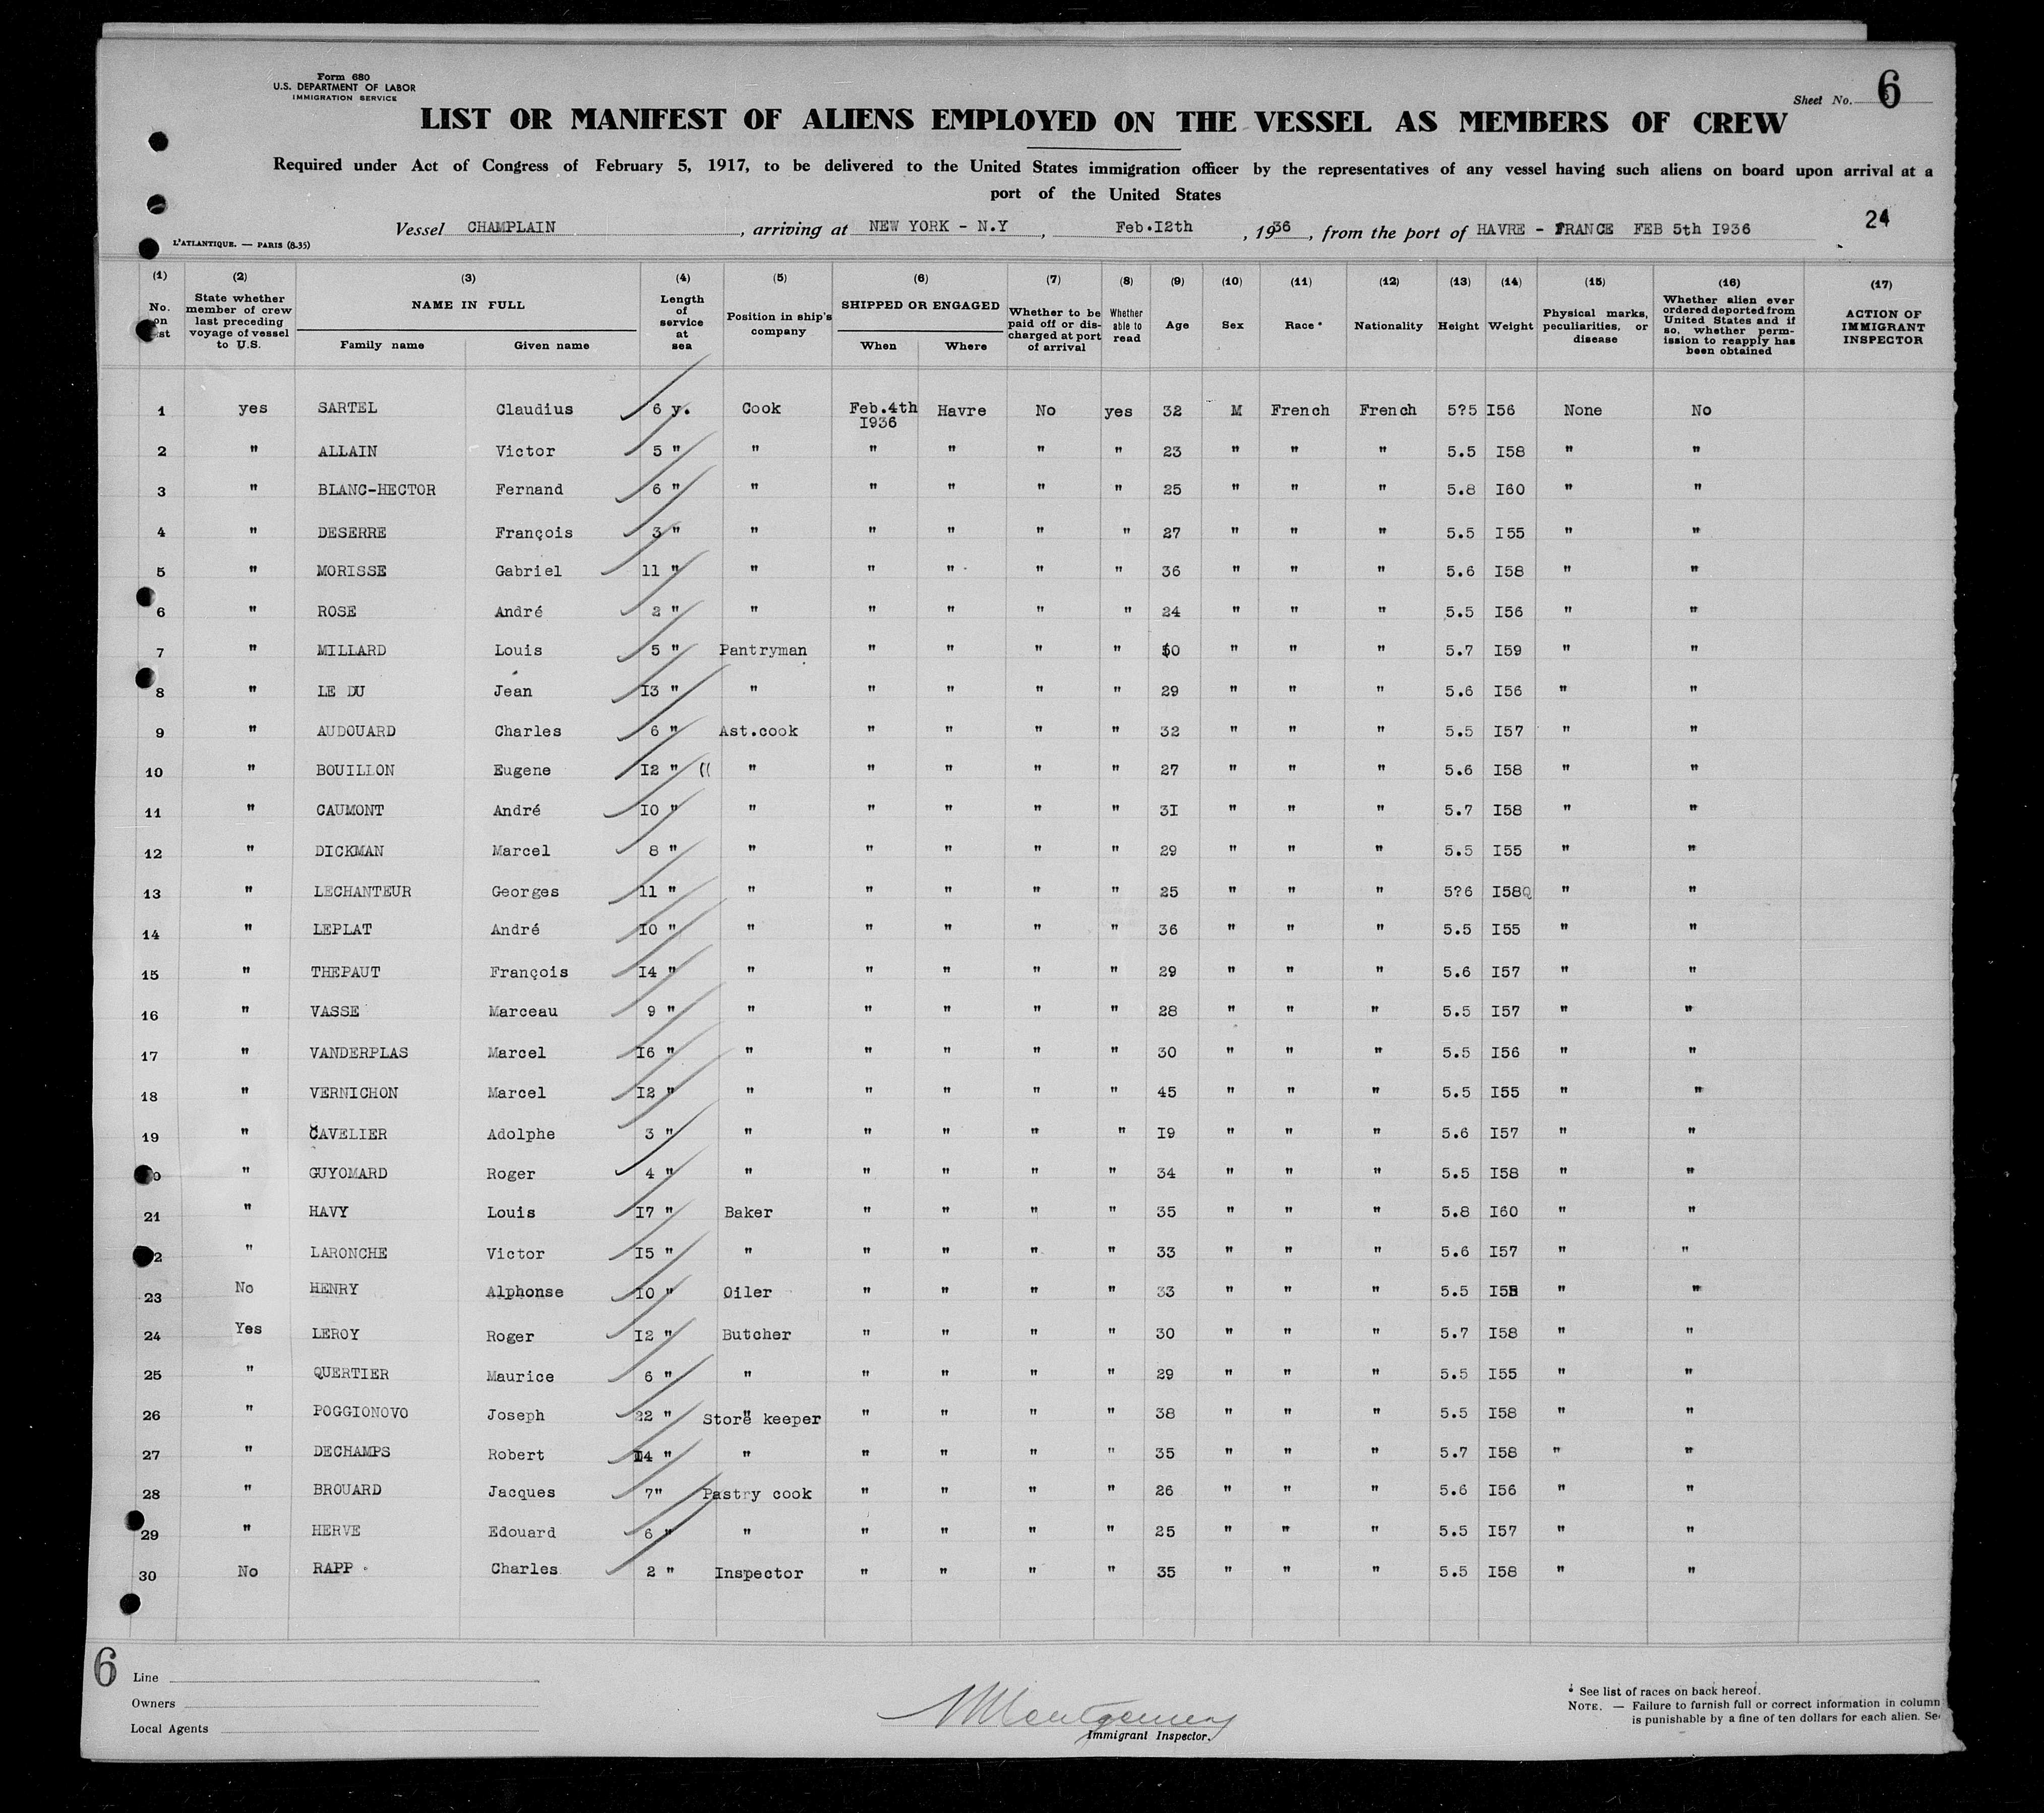 Form 680
U.S. DEPARTMENT OF LABOR
IMMIGRATION SERVICE
Sheet No. 6
LIST OR MANIFEST OF ALIENS EMPLOYED ON THE VESSEL AS MEMBERS OF CREW
Required under Act of Congress of February 5, 1917, to be delivered to the United States immigration officer by the representatives of any vessel having such aliens on board upon arrival at a
port of the United States
Vessel CHAMPLAIN, arriving at NEW YORK - N.Y, Feb.I2th, 1936, from the port of HAVRE - FRANCE FEB 5th I936
24
L'ATLANTIQUE. — PARIS (8-35)
(1) (2) (3) (4) (5) (6) (7) (8) (9) (10) (11) (12) (13) (14) (15) (16) (17)
No. on List
State whether member of crew last preceding voyage of vessel to U.S.
NAME IN FULL
Family name Given name
Length of service at sea
Position in ship's company
SHIPPED OR ENGAGED
When Where
Whether to be paid off or discharged at port of arrival
Whether able to read
Age
Sex
Race *
Nationality
Height
Weight
Physical marks, peculiarities, or disease
Whether alien ever ordered deported from United States and if so, whether permission to reapply has been obtained
ACTION OF IMMIGRANT INSPECTOR
1 yes SARTEL Claudius 6 y. Cook Feb.4th I936 Havre No yes 32 M French French 5?5 I56 None No
2 " ALLAIN Victor 5 " " " " " " 23 " " " 5.5 I58 " "
3 " BLANC-HECTOR Fernand 6 " " " " " " 25 " " " 5.8 I60 " "
4 " DESERRE François 3 " " " " " " 27 " " " 5.5 I55 " "
5 " MORISSE Gabriel 11 " " " " " " 36 " " " 5.6 I58 " "
6 " ROSE André 2 " " " " " " 24 " " " 5.5 I56 " "
7 " MILLARD Louis 5 " Pantryman " " " " 50 " " " 5.7 I59 " "
8 " LE DU Jean I3 " " " " " " 29 " " " 5.6 I56 " "
9 " AUDOUARD Charles 6 " Ast.cook " " " " 32 " " " 5.5 I57 " "
10 " BOUILLON Eugene I2 " (( " " " " " 27 " " " 5.6 I58 " "
11 " CAUMONT André IO " " " " " " 3I " " " 5.7 I58 " "
12 " DICKMAN Marcel 8 " " " " " " 29 " " " 5.5 I55 " "
13 " LECHANTEUR Georges 11 " " " " " " 25 " " " 5?6 I58 " "
14 " LEPLAT André IO " " " " " " 36 " " " 5.5 I55 " "
15 " THEPAUT François I4 " " " " " " 29 " " " 5.6 I57 " "
16 " VASSE Marceau 9 " " " " " " 28 " " " 5.5 I57 " "
17 " VANDERPLAS Marcel I6 " " " " " " 30 " " " 5.5 I56 " "
18 " VERNICHON Marcel I2 " " " " " " 45 " " " 5.5 I55 " "
19 " CAVELIER Adolphe 3 " " " " " " I9 " " " 5.6 I57 " "
0 " GUYOMARD Roger 4 " " " " " " 34 " " " 5.5 I58 " "
21 " HAVY Louis I7 " Baker " " " " 35 " " " 5.8 I60 " "
2 " LARONCHE Victor I5 " " " " " " 33 " " " 5.6 I57 " "
23 No HENRY Alphonse IO " Oiler " " " " 33 " " " 5.5 " "
24 Yes LEROY Roger I2 " Butcher " " " " 30 " " " 5.7 I58 " "
25 " QUERTIER Maurice 6 " " " " " " 29 " " " 5.5 I55 " "
26 " POGGIONOVO Joseph 22 " Store keeper " " " " 38 " " " 5.5 I58 " "
27 " DECHAMPS Robert I4 " " " " " " 35 " " " 5.7 I58 " "
28 " BROUARD Jacques 7" Pastry cook " " " " 26 " " " 5.6 I56 " "
29 " HERVE Edouard 6 " " " " " " 25 " " " 5.5 I57 " "
30 No RAPP Charles 2 " Inspector " " " " 35 " " " 5.5 I58 " "
6
Line
Owners
Local Agents
Montgomery
Immigrant Inspector.
* See list of races on back hereof.
NOTE. — Failure to furnish full or correct information in column
is punishable by a fine of ten dollars for each alien. Se